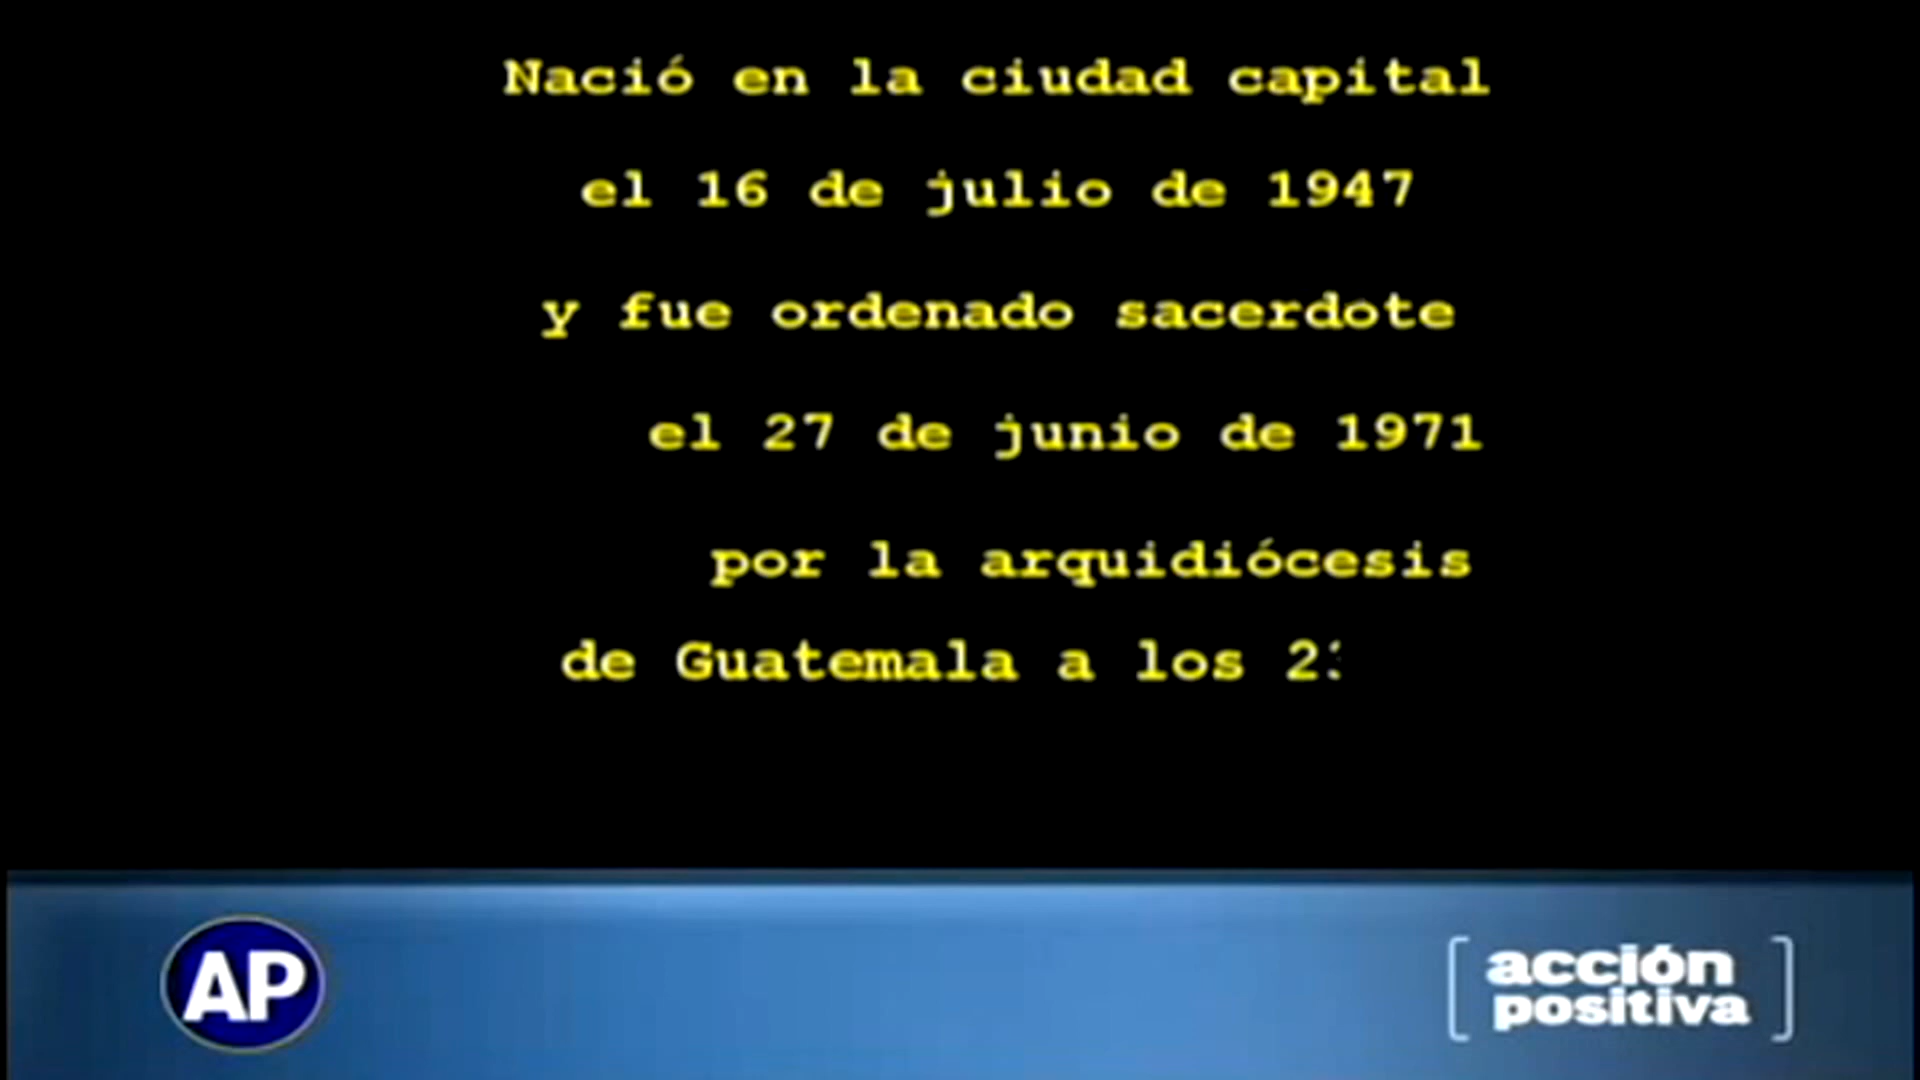 Nació en la ciudad capital
el 16 de julio de 1947
y fue ordenado sacerdote
el 27 de junio de 1971
por la arquidiócesis
de Guatemala a los
AP
acción
positiva